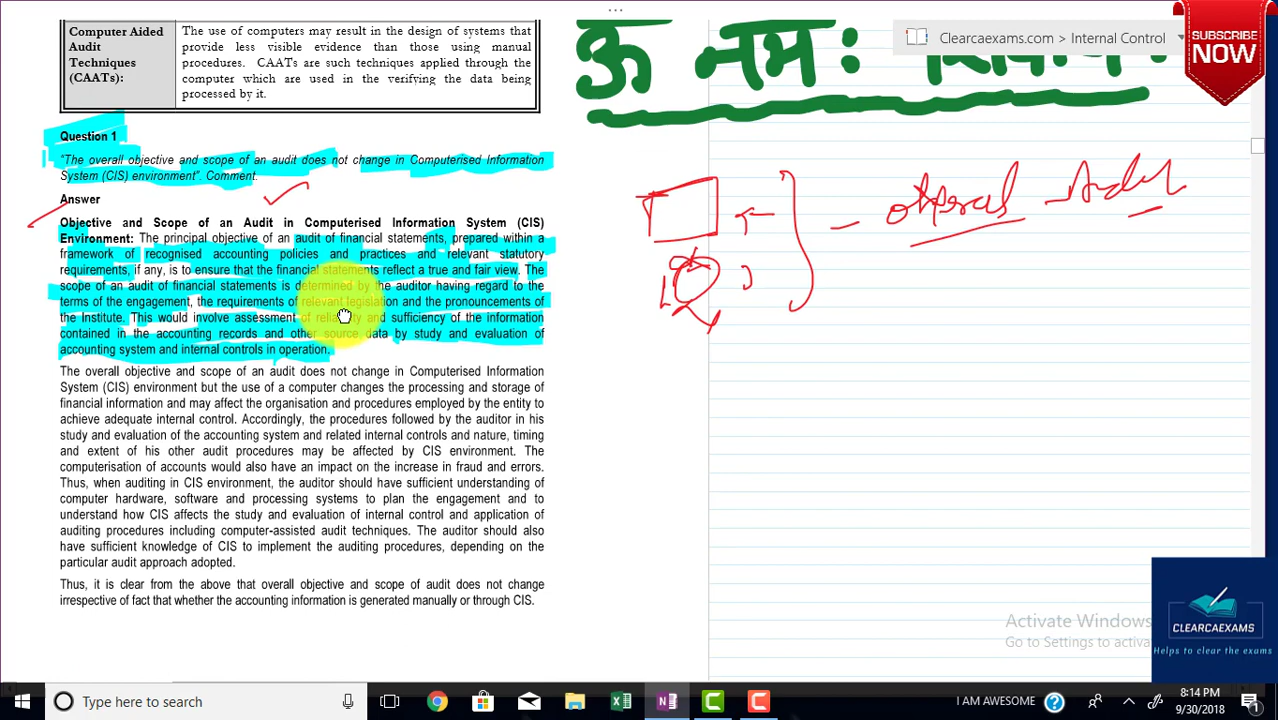 Computer Aided
Audit
Techniques
(CAATs):
The use of computers may result in the design of systems that
provide less visible evidence than those using manual
procedures. CAATs are such techniques applied through the
computer which are used in the verifying the data being
processed by it.
Clearcaexams.com > Internal Control
SUBSCRIBE
NOW
ॐ नमः शिवाय
Question 1
"The overall objective and scope of an audit does not change in Computerised Information
System (CIS) environment". Comment.
Answer
Objective and Scope of an Audit in Computerised Information System (CIS)
Environment: The principal objective of an audit of financial statements, prepared within a
framework of recognised accounting policies and practices and relevant statutory
requirements, if any, is to ensure that the financial statements reflect a true and fair view. The
scope of an audit of financial statements is determined by the auditor having regard to the
terms of the engagement, the requirements of relevant legislation and the pronouncements of
the Institute. This would involve assessment of reliability and sufficiency of the information
contained in the accounting records and other source data by study and evaluation of
accounting system and internal controls in operation.
The overall objective and scope of an audit does not change in Computerised Information
System (CIS) environment but the use of a computer changes the processing and storage of
financial information and may affect the organisation and procedures employed by the entity to
achieve adequate internal control. Accordingly, the procedures followed by the auditor in his
study and evaluation of the accounting system and related internal controls and nature, timing
and extent of his other audit procedures may be affected by CIS environment. The
computerisation of accounts would also have an impact on the increase in fraud and errors.
Thus, when auditing in CIS environment, the auditor should have sufficient understanding of
computer hardware, software and processing systems to plan the engagement and to
understand how CIS affects the study and evaluation of internal control and application of
auditing procedures including computer-assisted audit techniques. The auditor should also
have sufficient knowledge of CIS to implement the auditing procedures, depending on the
particular audit approach adopted.
Thus, it is clear from the above that overall objective and scope of audit does not change
irrespective of fact that whether the accounting information is generated manually or through CIS.
Activate Windows
Go to Settings to activa
CLEARCAEXAMS
Helps to clear the exams
Type here to search
I AM AWESOME
8:14 PM
9/30/2018